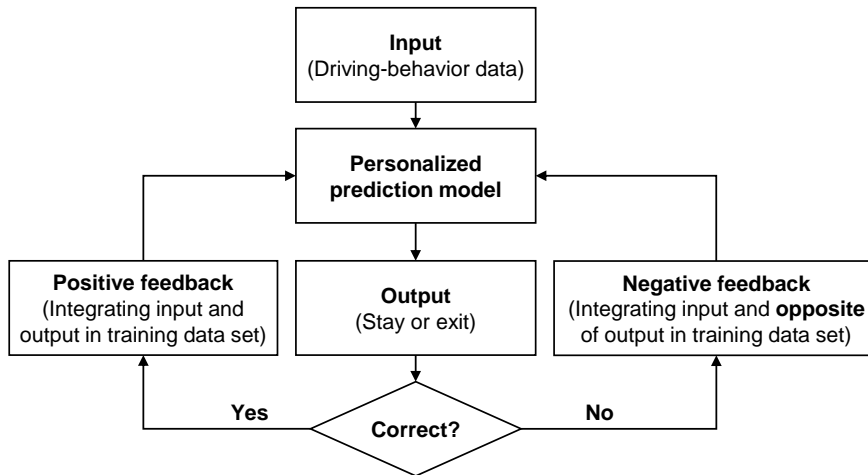 Input
(Driving-behavior data)
Personalized
prediction model
Positive feedback
(Integrating input and
output in training data set)
Output
(Stay or exit)
Negative feedback
(Integrating input and opposite
of output in training data set)
Yes
Correct?
No